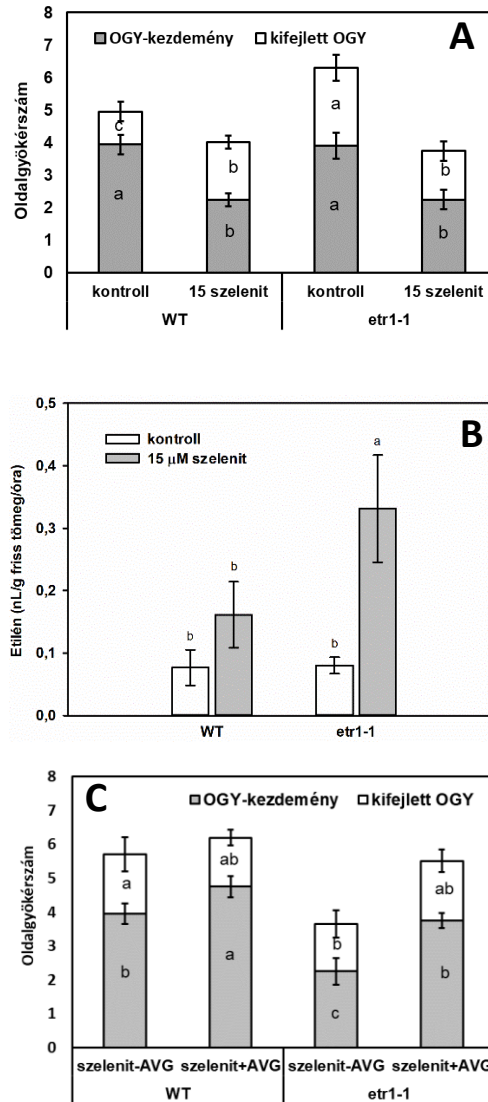 A
OGY-kezdemény kifejlett OGY
Oldalgyökérszám
8
7
6
5
4
3
2
1
0
c
a
b
b
a
a
b
b
kontroll 15 szelenit kontroll 15 szelenit
WT etr1-1
B
kontroll
15 µM szelenit
Etilén (nL/g friss tömeg/óra)
0,5
0,4
0,3
0,2
0,1
0,0
b
b
b
a
WT etr1-1
C
OGY-kezdemény kifejlett OGY
Oldalgyökérszám
8
7
6
5
4
3
2
1
0
a
b
ab
a
b
c
ab
b
szelenit-AVG szelenit+AVG szelenit-AVG szelenit+AVG
WT etr1-1